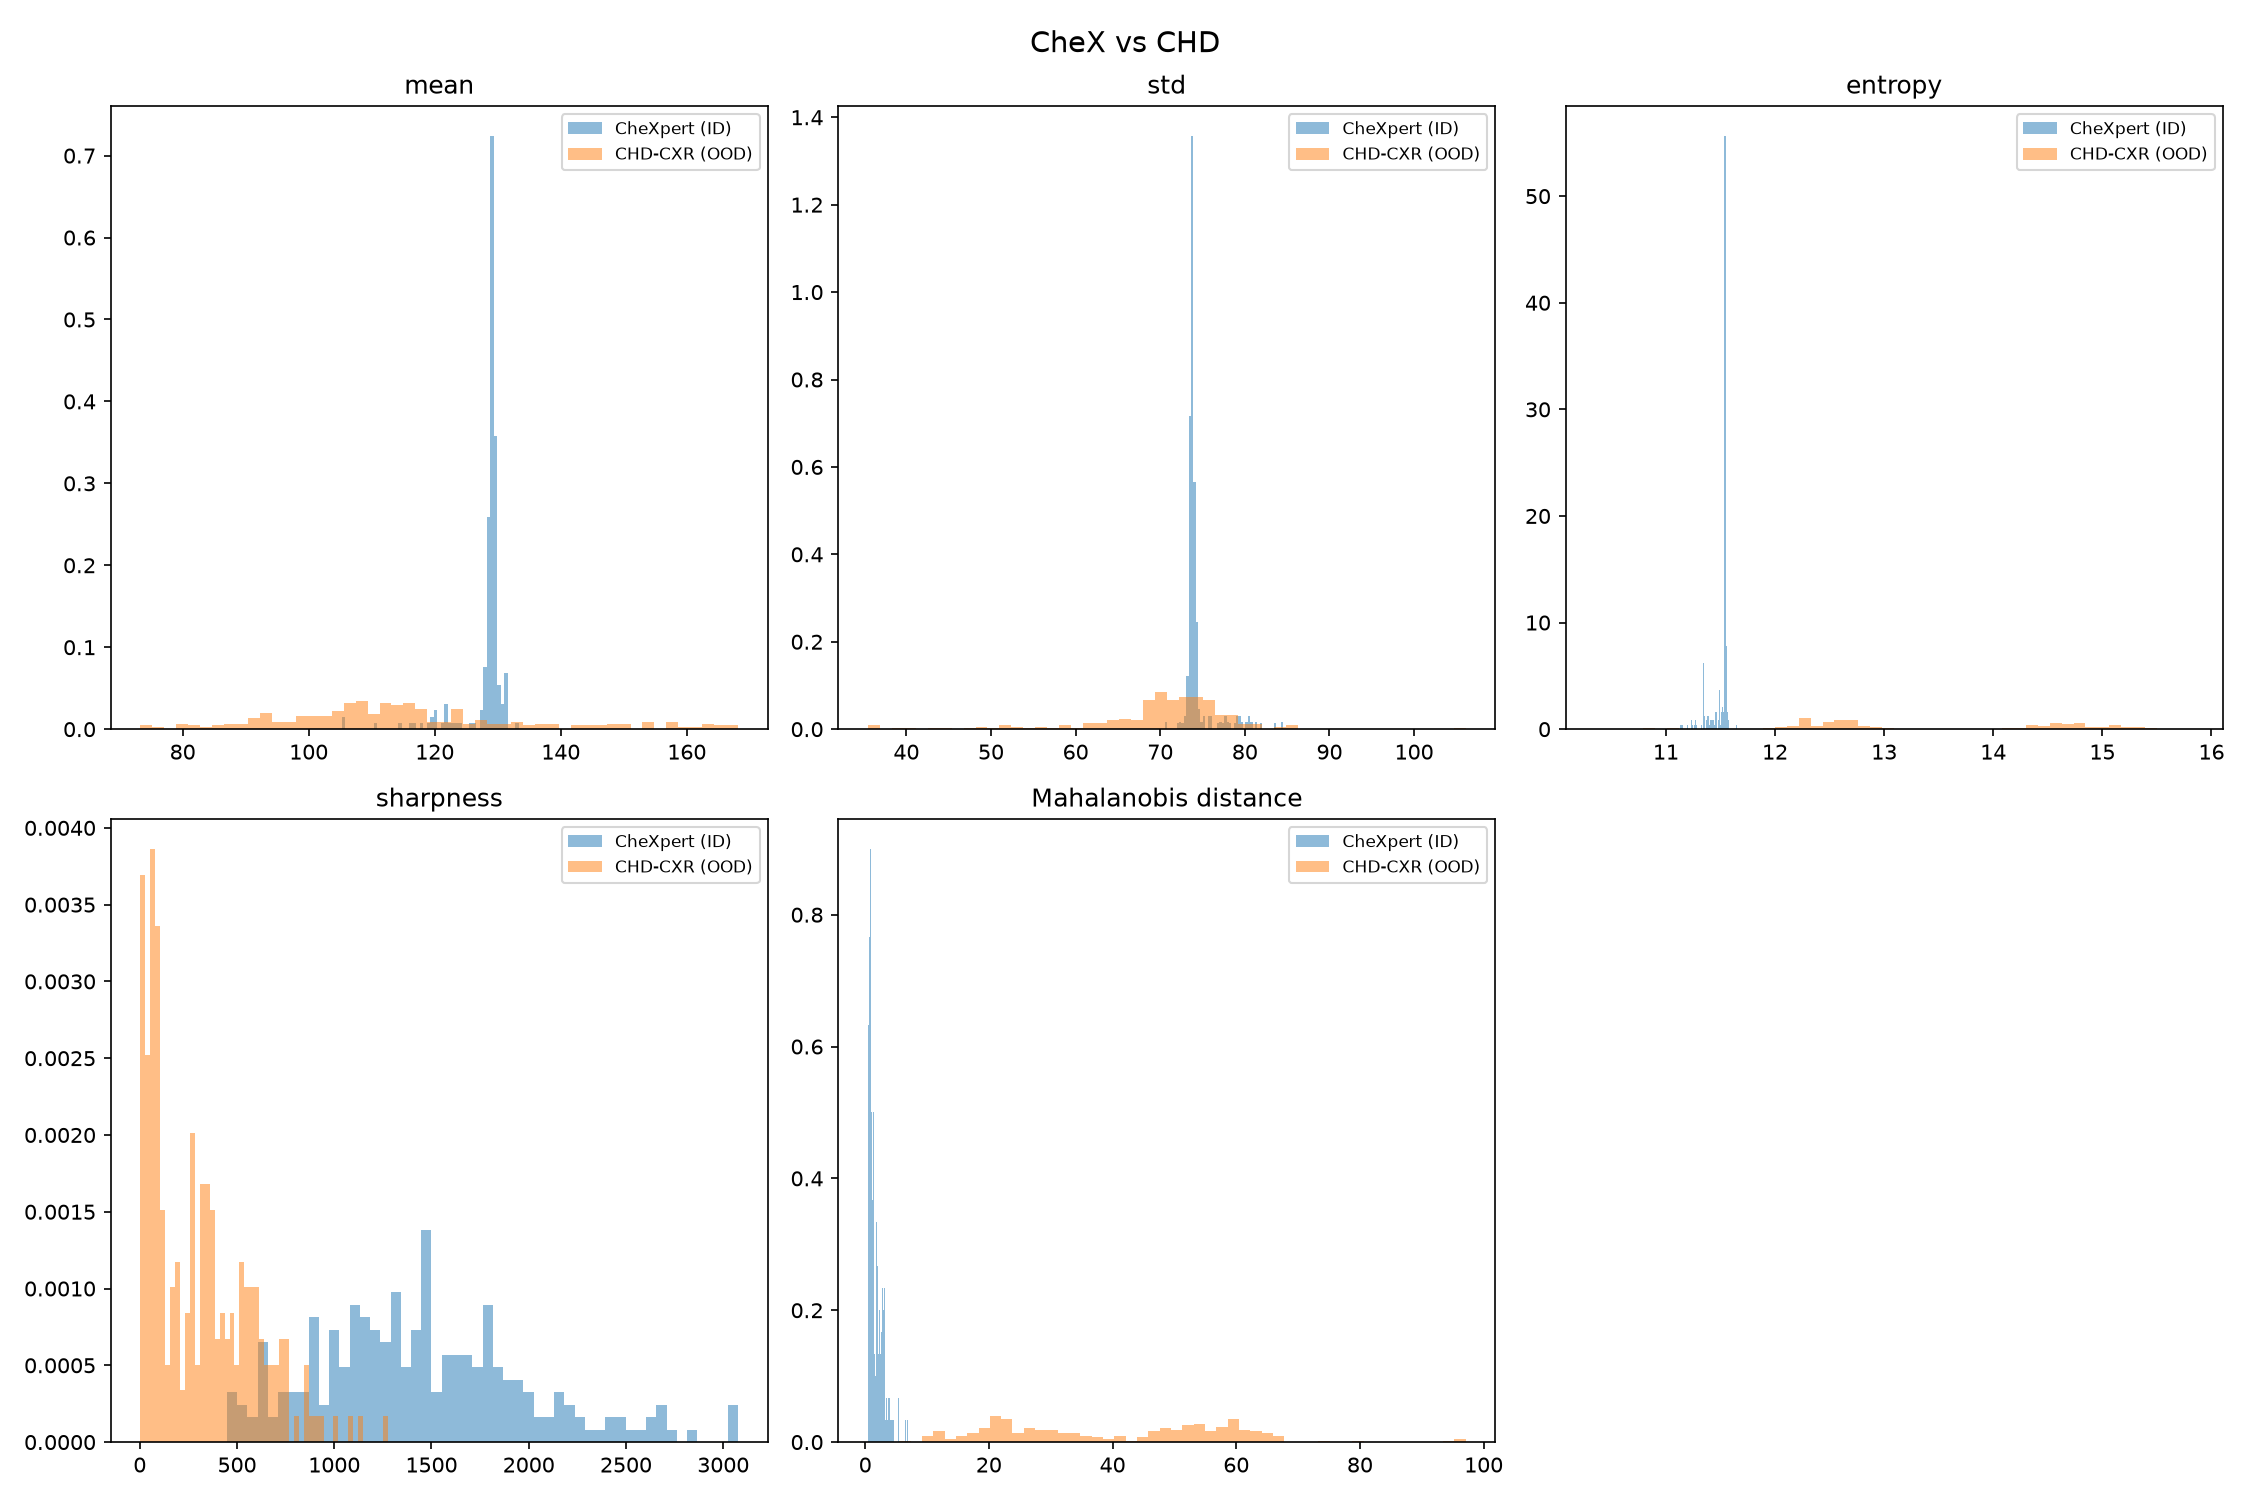 CheX vs CHD
mean
CheXpert (ID)
CHD-CXR (OOD)
0.7
0.6
0.5
0.4
0.3
0.2
0.1
0.0
80 100 120 140 160
std
CheXpert (ID)
CHD-CXR (OOD)
1.4
1.2
1.0
0.8
0.6
0.4
0.2
0.0
40 50 60 70 80 90 100
entropy
CheXpert (ID)
CHD-CXR (OOD)
50
40
30
20
10
0
11 12 13 14 15 16
sharpness
CheXpert (ID)
CHD-CXR (OOD)
0.0040
0.0035
0.0030
0.0025
0.0020
0.0015
0.0010
0.0005
0.0000
0 500 1000 1500 2000 2500 3000
Mahalanobis distance
CheXpert (ID)
CHD-CXR (OOD)
0.8
0.6
0.4
0.2
0.0
0 20 40 60 80 100